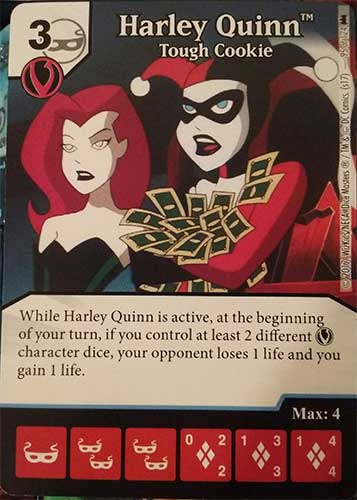 3
Harley Quinn™
Tough Cookie
While Harley Quinn is active, at the beginning
of your turn, if you control at least 2 different
character dice, your opponent loses 1 life and you
gain 1 life.
Max: 4
0 2 2
1 3 3
1 4 4